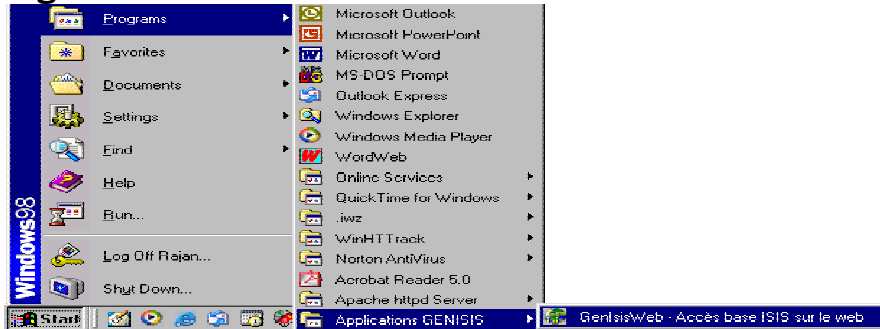 Programs
Favorites
Documents
Settings
Find
Help
Run...
Log Off Rajan...
Shut Down...
Windows98
Start
Microsoft Outlook
Microsoft PowerPoint
Microsoft Word
MS-DOS Prompt
Outlook Express
Windows Explorer
Windows Media Player
WordWeb
Online Services
QuickTime for Windows
.iwz
WinHTTrack
Norton AntiVirus
Acrobat Reader 5.0
Apache httpd Server
Applications GENISIS
GenIsisWeb - Accès base ISIS sur le web